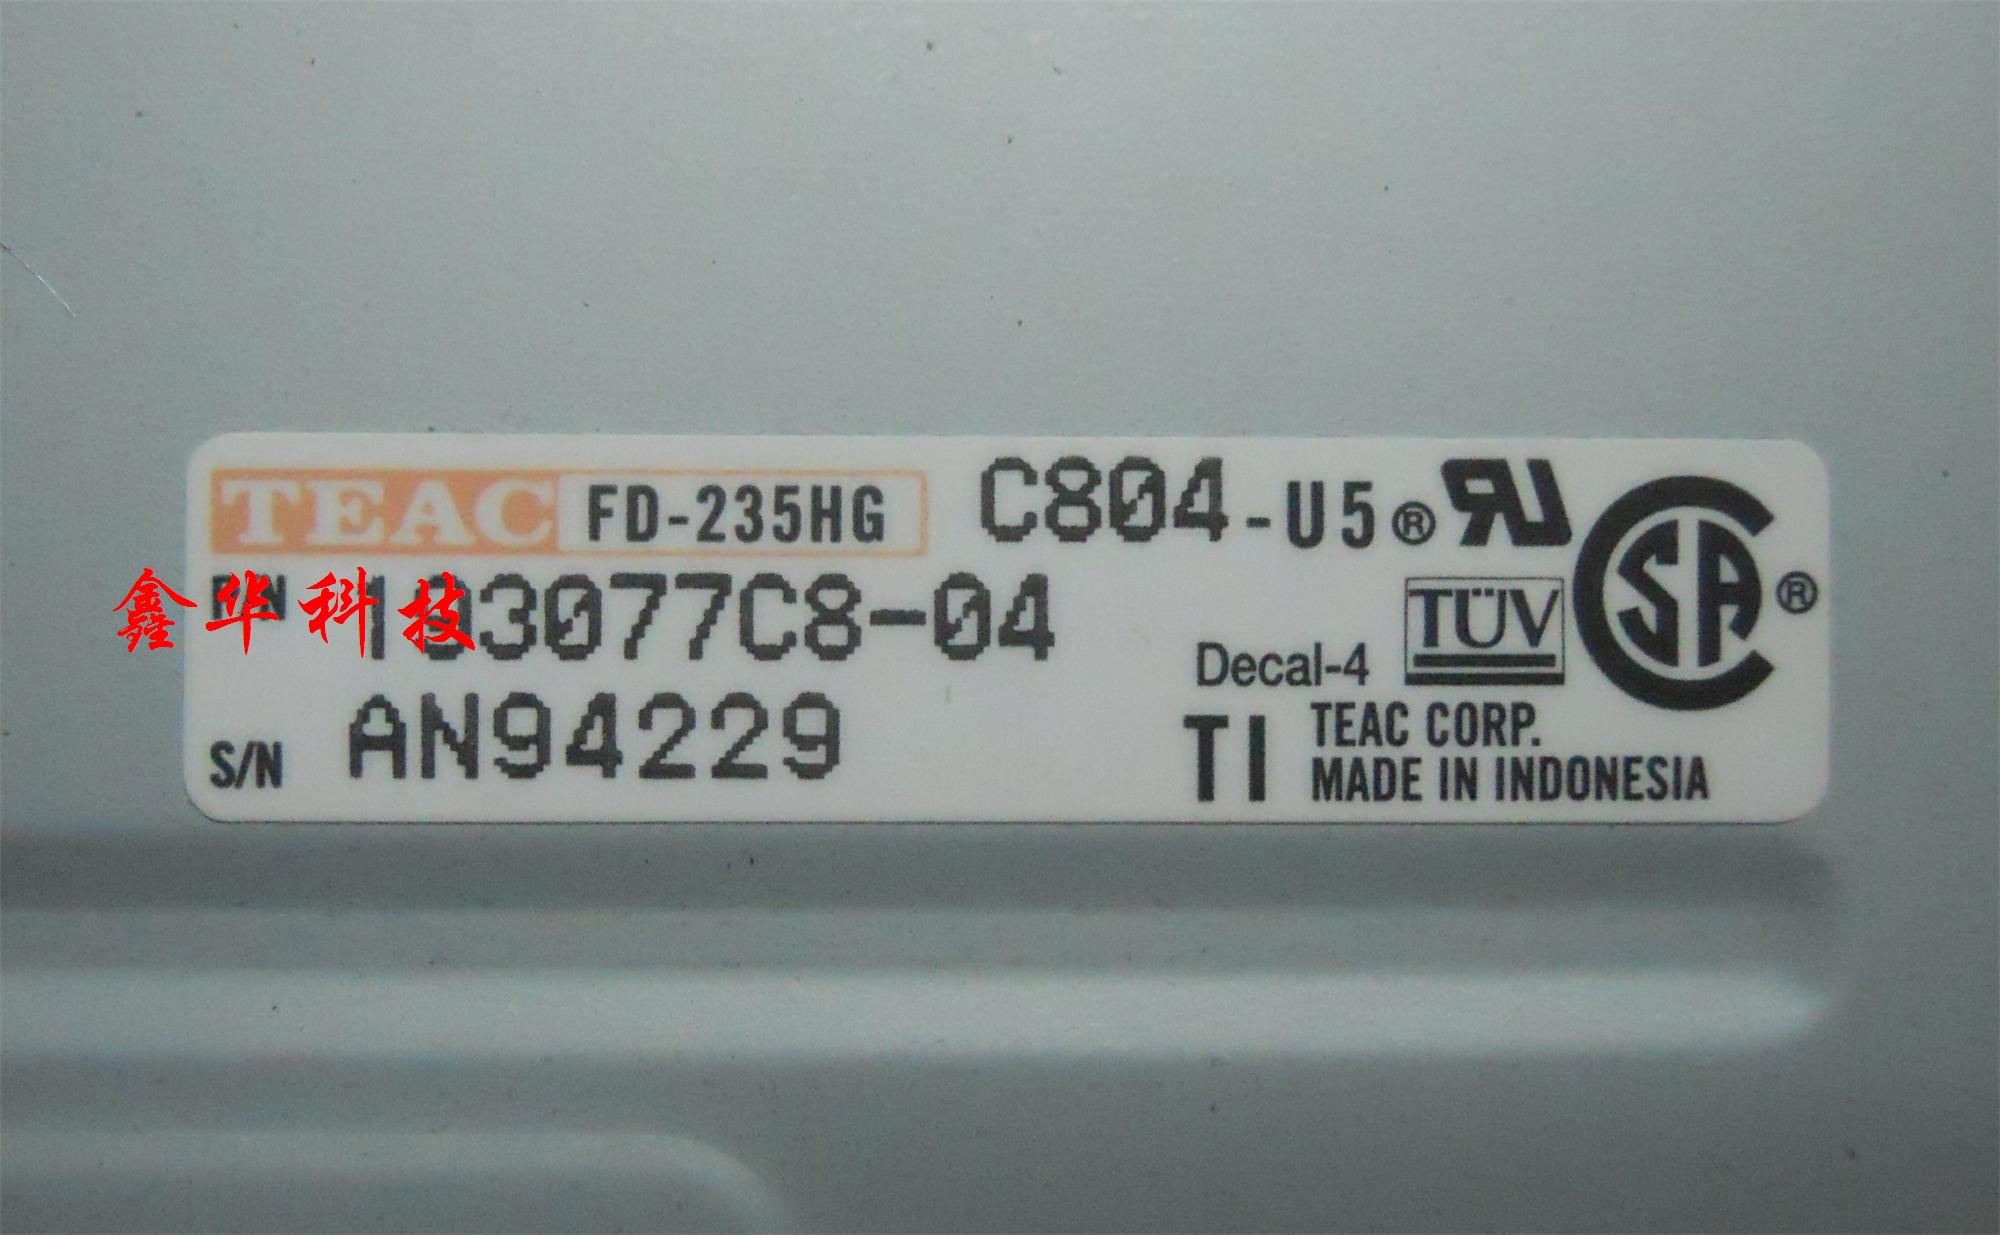 TEAC FD-235HG C804-U5 ®
P/N 193077C8-04
鑫华科技
TÜV
Decal-4
S/N AN94229
TI TEAC CORP.
MADE IN INDONESIA
SA ®